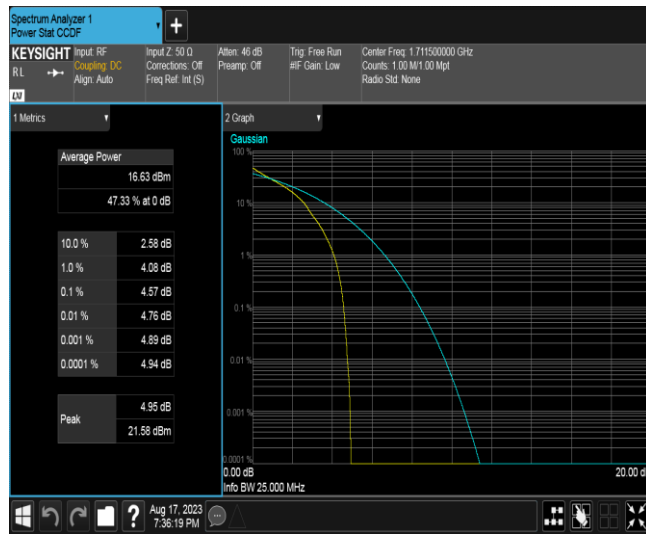 Spectrum Analyzer 1
Power Stat CCDF
KEYSIGHT
RL
LXI
Input: RF
Coupling: DC
Align: Auto
Input Z: 50 Ω
Corrections: Off
Freq Ref: Int (S)
Atten: 46 dB
Preamp: Off
Trig: Free Run
#IF Gain: Low
Center Freq: 1.711500000 GHz
Counts: 1.00 M/1.00 Mpt
Radio Std: None
1 Metrics
Average Power
16.63 dBm
47.33 % at 0 dB
10.0 % 2.58 dB
1.0 % 4.08 dB
0.1 % 4.57 dB
0.01 % 4.76 dB
0.001 % 4.89 dB
0.0001 % 4.94 dB
Peak
4.95 dB
21.58 dBm
2 Graph
Gaussian
100 %
10 %
1 %
0.1 %
0.01 %
0.001 %
0.0001 %
0.00 dB
20.00 d
Info BW 25.000 MHz
?
Aug 17, 2023
7:36:19 PM